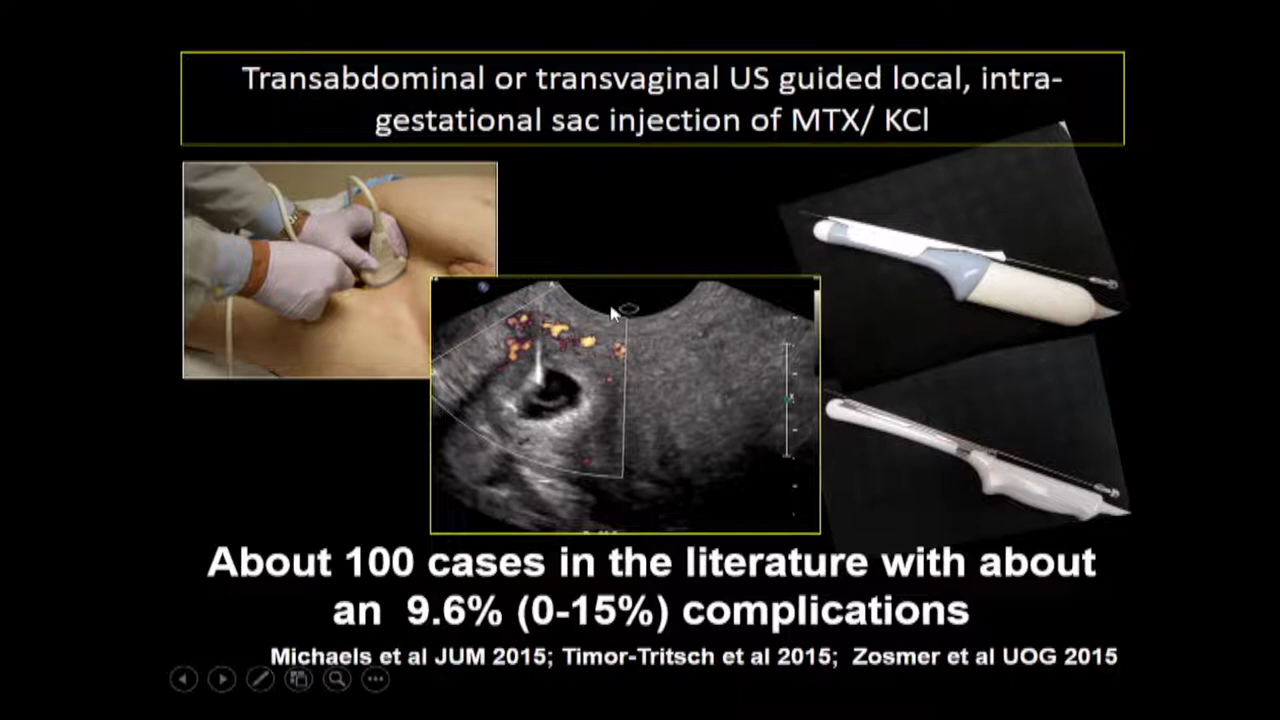 Transabdominal or transvaginal US guided local, intra-
gestational sac injection of MTX/ KCl
About 100 cases in the literature with about
an 9.6% (0-15%) complications
Michaels et al JUM 2015; Timor-Tritsch et al 2015; Zosmer et al UOG 2015